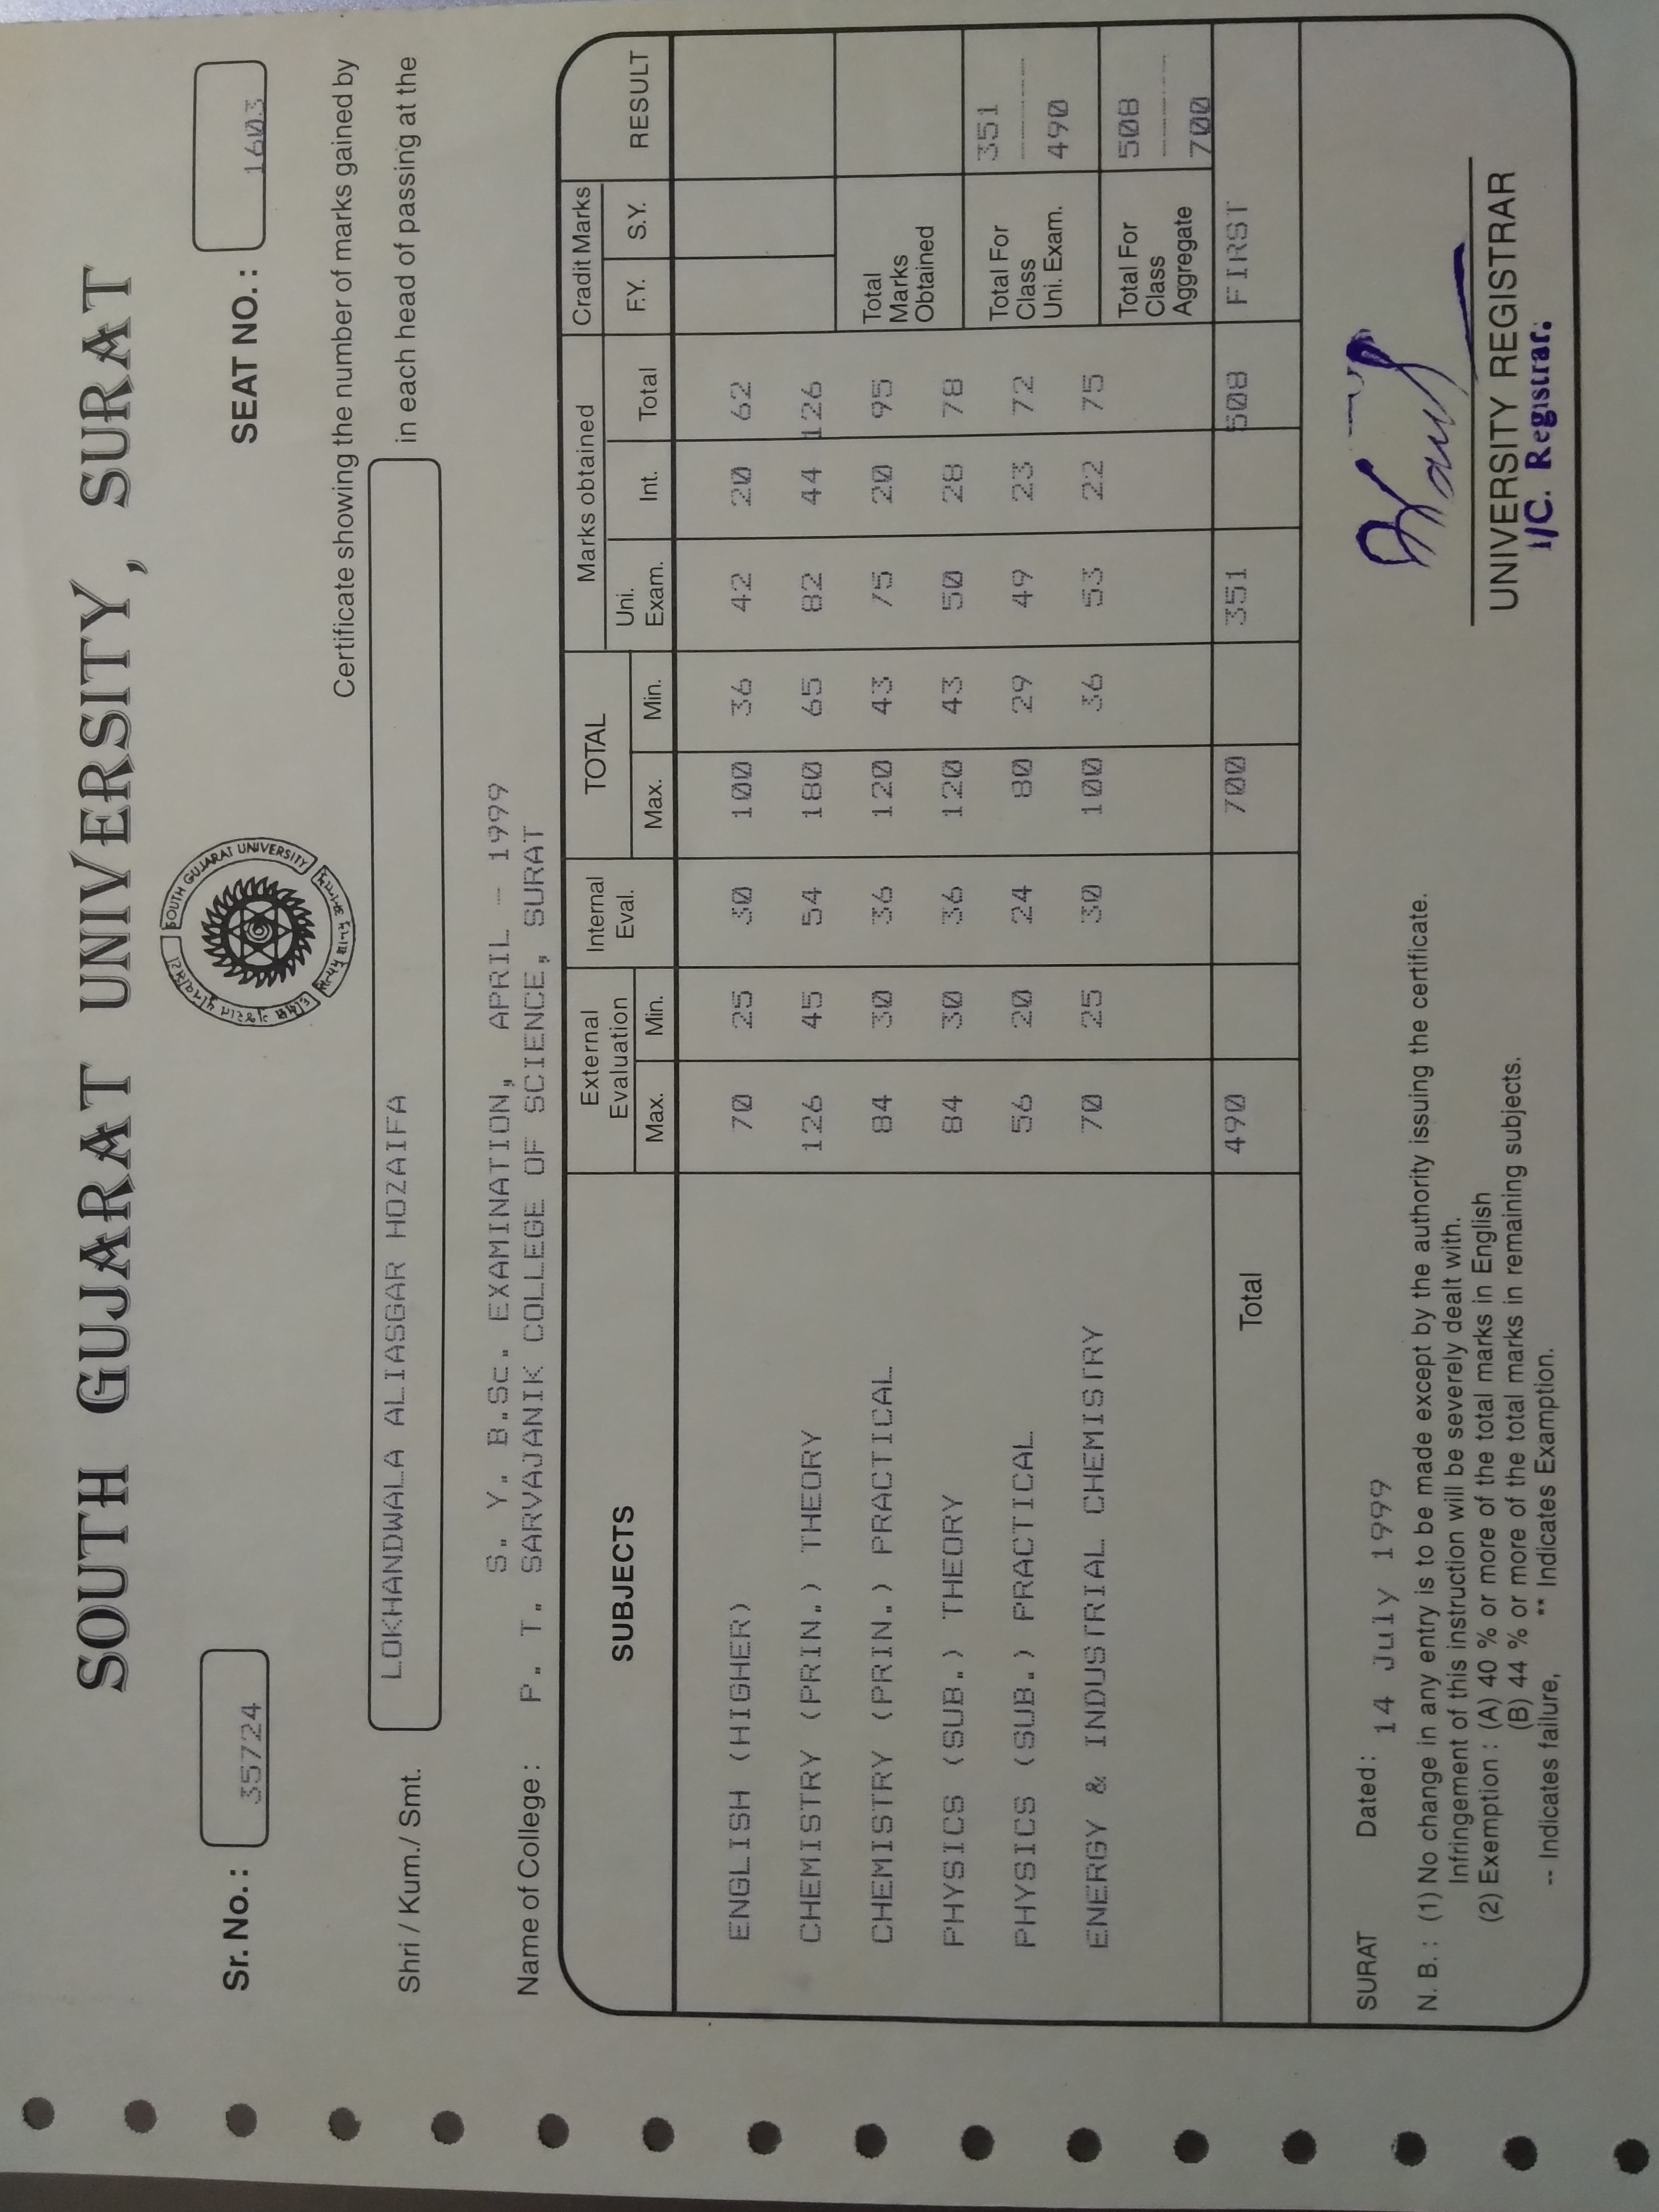 SOUTH GUJARAT UNIVERSITY, SURAT
SOUTH GUJARAT UNIVERSITY
Sr. No. : 35724 SEAT NO. : 1603
Certificate showing the number of marks gained by
Shri / Kum./ Smt. LOKHANDWALA ALIASGAR HOZAIFA in each head of passing at the
S. Y. B.Sc. EXAMINATION, APRIL - 1999
Name of College : P. T. SARVAJANIK COLLEGE OF SCIENCE, SURAT
SUBJECTS External Evaluation Internal Eval. TOTAL Marks obtained Cradit Marks RESULT
Max. Min. Max. Min. Uni. Exam. Int. Total F.Y. S.Y.
ENGLISH (HIGHER) 70 25 30 100 36 42 20 62
CHEMISTRY (PRIN.) THEORY 126 45 54 180 65 82 44 126
CHEMISTRY (PRIN.) PRACTICAL 84 30 36 120 43 75 20 95 Total Marks Obtained
PHYSICS (SUB.) THEORY 84 30 36 120 43 50 28 78
PHYSICS (SUB.) PRACTICAL 56 20 24 80 29 49 23 72 Total For Class Uni. Exam. 351 ----- 490
ENERGY & INDUSTRIAL CHEMISTRY 70 25 30 100 36 53 22 75
Total For Class Aggregate 508 ----- 700
Total 490 700 351 508 FIRST
SURAT Dated : 14 July 1999
N. B. : (1) No change in any entry is to be made except by the authority issuing the certificate.
Infringement of this instruction will be severely dealt with.
(2) Exemption : (A) 40 % or more of the total marks in English
(B) 44 % or more of the total marks in remaining subjects.
-- Indicates failure, ** Indicates Examption.
UNIVERSITY REGISTRAR
I/C. Registrar.